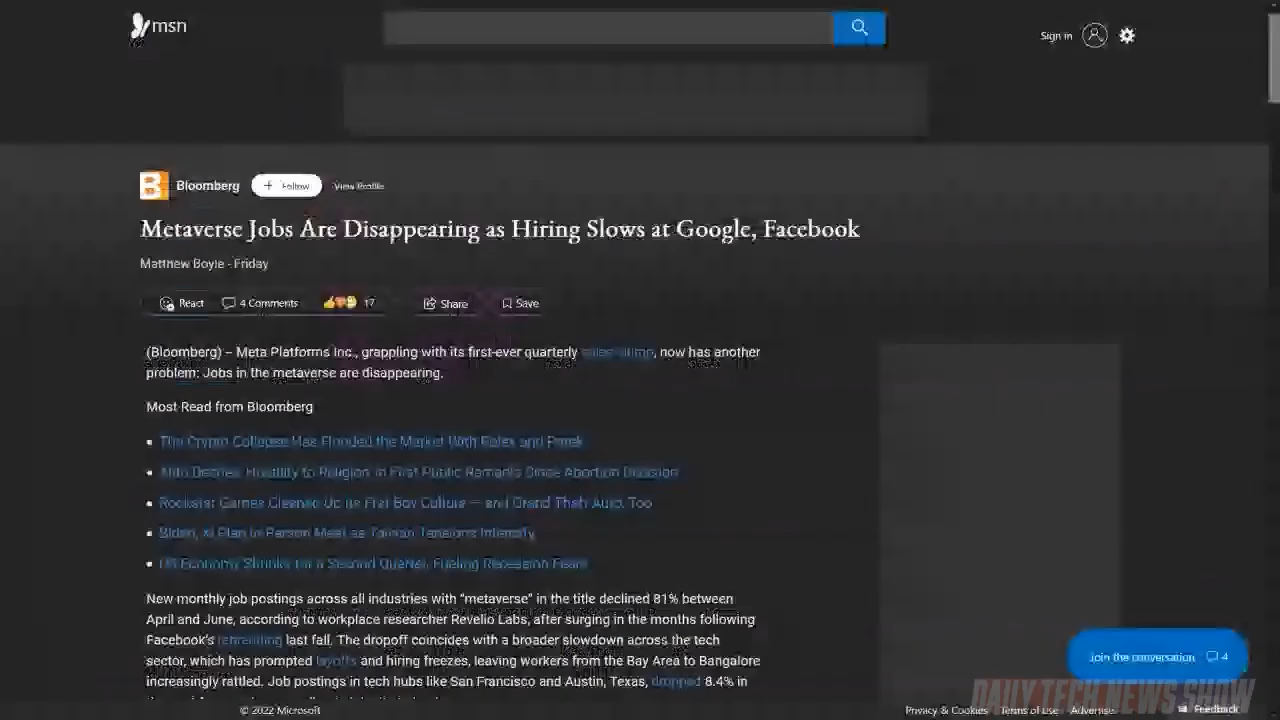 msn
Sign in
Bloomberg
Follow
View Profile
Metaverse Jobs Are Disappearing as Hiring Slows at Google, Facebook
Matthew Boyle - Friday
React
4 Comments
17
Share
Save
(Bloomberg) – Meta Platforms Inc., grappling with its first-ever quarterly sales slump, now has another
problem: Jobs in the metaverse are disappearing.
Most Read from Bloomberg
The Crypto Collapse Has Flooded the Market With Rolex and Patek
Alito Decries Hostility to Religion in First Public Remarks Since Abortion Decision
Rockstar Games Cleaned Up Its Frat Boy Culture — and Grand Theft Auto, Too
Biden, Xi Plan In-Person Meet as Taiwan Tensions Intensify
US Economy Shrinks for a Second Quarter, Fueling Recession Fears
New monthly job postings across all industries with “metaverse” in the title declined 81% between
April and June, according to workplace researcher Revelio Labs, after surging in the months following
Facebook’s rebranding last fall. The dropoff coincides with a broader slowdown across the tech
sector, which has prompted layoffs and hiring freezes, leaving workers from the Bay Area to Bangalore
increasingly rattled. Job postings in tech hubs like San Francisco and Austin, Texas, dropped 8.4% in
Join the conversation 4
DAILY TECH NEWS SHOW
© 2022 Microsoft
Privacy & Cookies
Terms of use
Advertise
Feedback